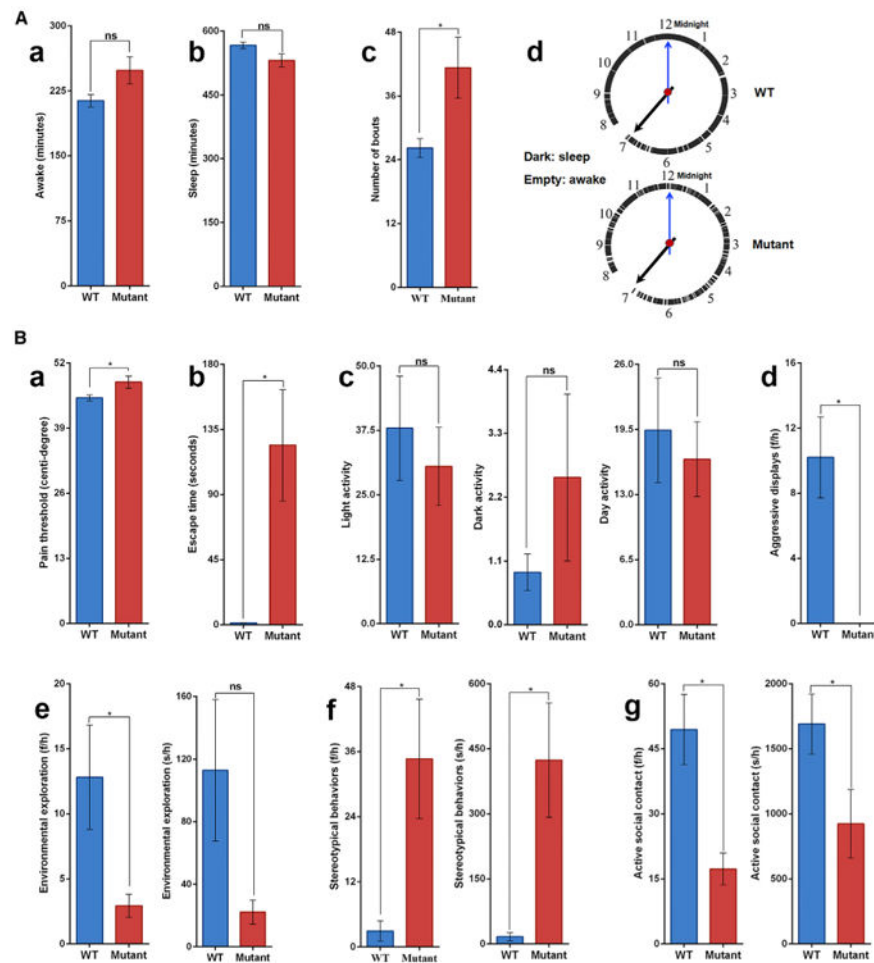 A
a
Awake (minutes)
300
225
150
75
0
ns
WT Mutant
b
Sleep (minutes)
600
450
300
150
0
ns
WT Mutant
c
Number of bouts
48
36
24
12
0
*
WT Mutant
d
12 Midnight
1
2
3
4
5
6
7
8
9
10
11
WT
Dark: sleep
Empty: awake
12 Midnight
1
2
3
4
5
6
7
8
9
10
11
Mutant
B
a
Pain threshold (centi-degree)
52
39
26
13
0
*
WT Mutant
b
Escape time (seconds)
180
135
90
45
0
*
WT Mutant
c
Light activity
50.0
37.5
25.0
12.5
0.0
ns
WT Mutant
Dark activity
4.4
3.3
2.2
1.1
0.0
ns
WT Mutant
Day activity
26.0
19.5
13.0
6.5
0.0
ns
WT Mutant
d
Aggressive displays (f/h)
16
12
8
4
0
*
WT Mutant
e
Environmental exploration (f/h)
20
15
10
5
0
*
WT Mutant
Environmental exploration (s/h)
160
120
80
40
0
ns
WT Mutant
f
Stereotypical behaviors (f/h)
48
36
24
12
0
*
WT Mutant
Stereotypical behaviors (s/h)
600
450
300
150
0
*
WT Mutant
g
Active social contact (f/h)
60
45
30
15
0
*
WT Mutant
Active social contact (s/h)
2000
1500
1000
500
0
*
WT Mutant